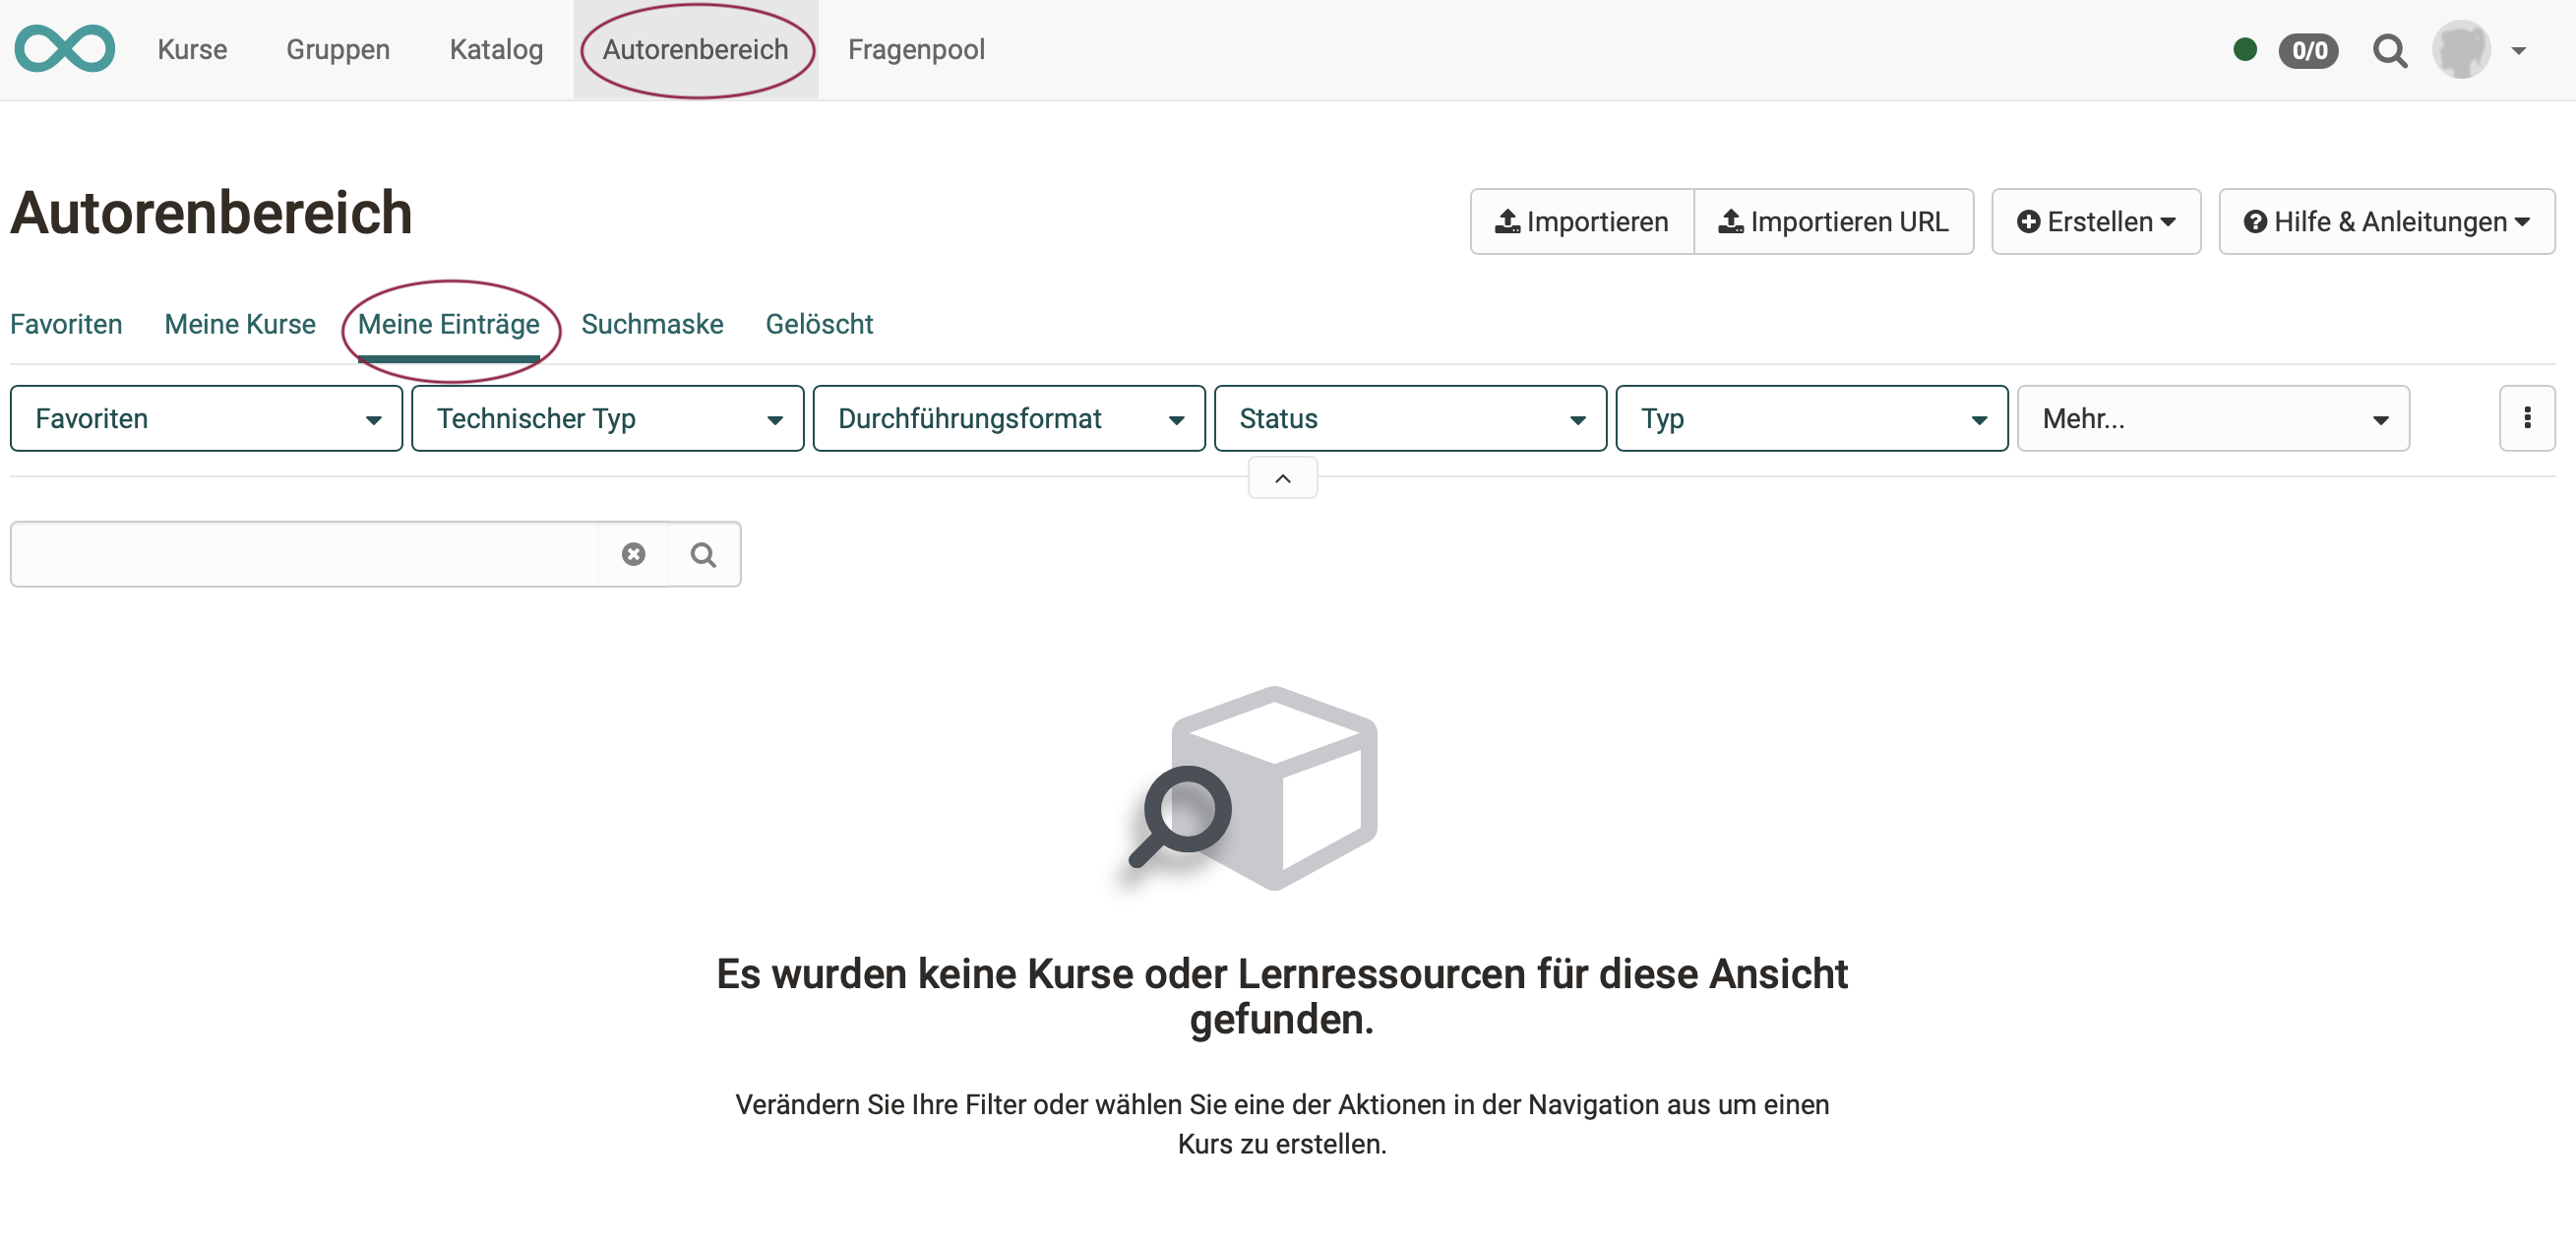 Kurse Gruppen Katalog Autorenbereich Fragenpool 0/0
Autorenbereich
Importieren Importieren URL Erstellen Hilfe & Anleitungen
Favoriten Meine Kurse Meine Einträge Suchmaske Gelöscht
Favoriten Technischer Typ Durchführungsformat Status Typ Mehr...
Es wurden keine Kurse oder Lernressourcen für diese Ansicht
gefunden.
Verändern Sie Ihre Filter oder wählen Sie eine der Aktionen in der Navigation aus um einen
Kurs zu erstellen.